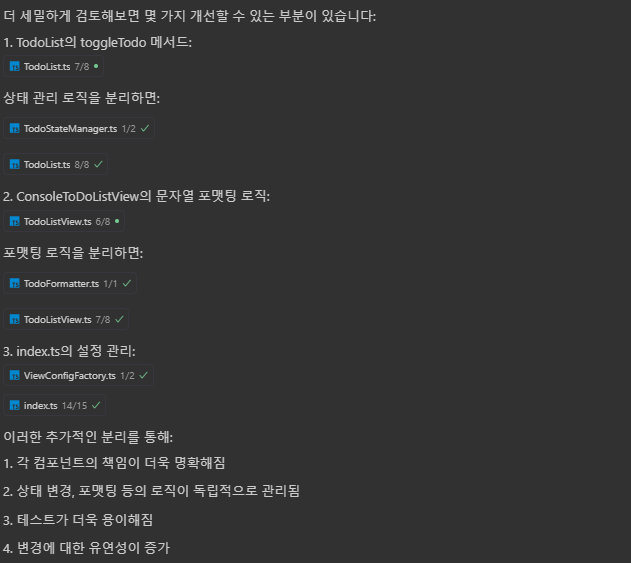 더 세밀하게 검토해보면 몇 가지 개선할 수 있는 부분이 있습니다:
1. TodoList의 toggleTodo 메서드:
TS TodoList.ts 7/8 •
상태 관리 로직을 분리하면:
TS TodoStateManager.ts 1/2 ✓
TS TodoList.ts 8/8 ✓
2. ConsoleToDoListView의 문자열 포맷팅 로직:
TS TodoListView.ts 6/8 •
포맷팅 로직을 분리하면:
TS TodoFormatter.ts 1/1 ✓
TS TodoListView.ts 7/8 ✓
3. index.ts의 설정 관리:
TS ViewConfigFactory.ts 1/2 ✓
TS index.ts 14/15 ✓
이러한 추가적인 분리를 통해:
1. 각 컴포넌트의 책임이 더욱 명확해짐
2. 상태 변경, 포맷팅 등의 로직이 독립적으로 관리됨
3. 테스트가 더욱 용이해짐
4. 변경에 대한 유연성이 증가